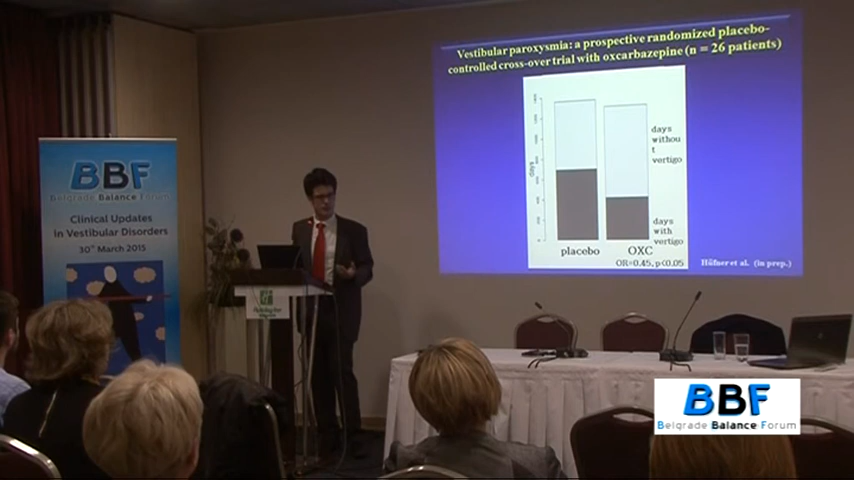 Vestibular paroxysmia: a prospective randomized placebo-
controlled cross-over trial with oxcarbazepine (n = 26 patients)
days
withou
t
vertigo
days
with
vertigo
days
placebo
OXC
OR=0.45, p<0.05
Hüfner et al. (in prep.)
BBF
Belgrade Balance Forum
Clinical Updates
in Vestibular Disorders
30th March 2015
Holiday Inn
BBF
Belgrade Balance Forum